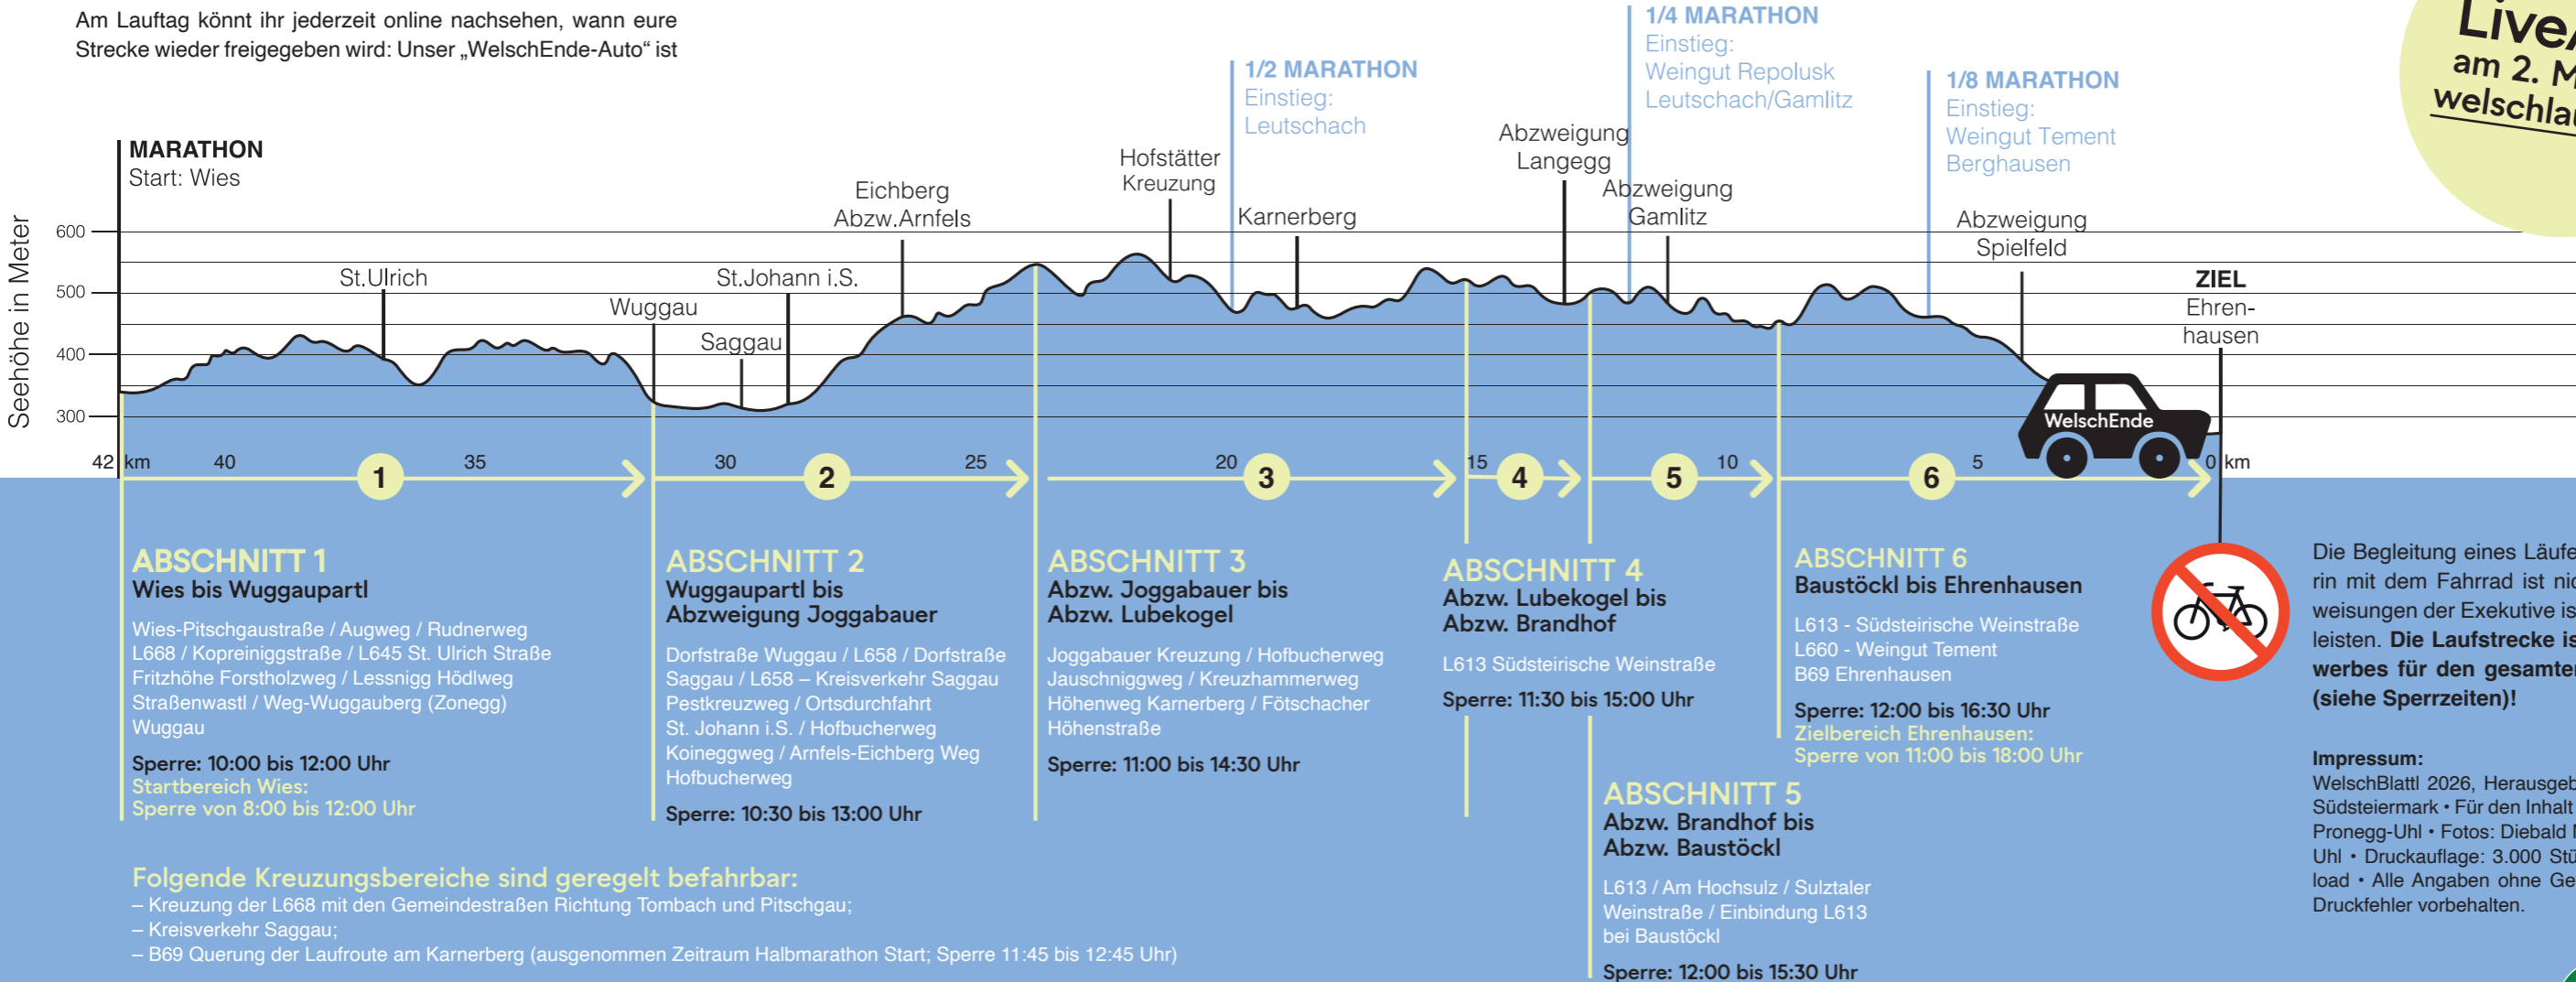 Am Lauftag könnt ihr jederzeit online nachsehen, wann eure
Strecke wieder freigegeben wird: Unser „WelschEnde-Auto“ ist
am 2.
MARATHON
Start: Wies
1/2 MARATHON
Einstieg:
Leutschach
1/4 MARATHON
Einstieg:
Weingut Repolusk
Leutschach/Gamlitz
1/8 MARATHON
Einstieg:
Weingut Tement
Berghausen
Seehöhe in Meter
600
500
400
300
St.Ulrich
Wuggau
Saggau
St.Johann i.S.
Eichberg
Abzw.Arnfels
Hofstätter
Kreuzung
Karnerberg
Abzweigung
Langegg
Abzweigung
Gamlitz
Abzweigung
Spielfeld
ZIEL
Ehren-
hausen
WelschEnde
42 km 40 35 30 25 20 15 10 5 0 km
1 2 3 4 5 6
ABSCHNITT 1
Wies bis Wuggaupartl
Wies-Pitschgaustraße / Augweg / Rudnerweg
L668 / Kopreiniggstraße / L645 St. Ulrich Straße
Fritzhöhe Forstholzweg / Lessnigg Hödlweg
Straßenwastl / Weg-Wuggauberg (Zonegg)
Wuggau
Sperre: 10:00 bis 12:00 Uhr
Startbereich Wies:
Sperre von 8:00 bis 12:00 Uhr
ABSCHNITT 2
Wuggaupartl bis
Abzweigung Joggabauer
Dorfstraße Wuggau / L658 / Dorfstraße
Saggau / L658 – Kreisverkehr Saggau
Pestkreuzweg / Ortsdurchfahrt
St. Johann i.S. / Hofbucherweg
Koineggweg / Arnfels-Eichberg Weg
Hofbucherweg
Sperre: 10:30 bis 13:00 Uhr
ABSCHNITT 3
Abzw. Joggabauer bis
Abzw. Lubekogel
Joggabauer Kreuzung / Hofbucherweg
Jauschniggweg / Kreuzhammerweg
Höhenweg Karnerberg / Fötschacher
Höhenstraße
Sperre: 11:00 bis 14:30 Uhr
ABSCHNITT 4
Abzw. Lubekogel bis
Abzw. Brandhof
L613 Südsteirische Weinstraße
Sperre: 11:30 bis 15:00 Uhr
ABSCHNITT 5
Abzw. Brandhof bis
Abzw. Baustöckl
L613 / Am Hochsulz / Sulztaler
Weinstraße / Einbindung L613
bei Baustöckl
Sperre: 12:00 bis 15:30 Uhr
ABSCHNITT 6
Baustöckl bis Ehrenhausen
L613 - Südsteirische Weinstraße
L660 - Weingut Tement
B69 Ehrenhausen
Sperre: 12:00 bis 16:30 Uhr
Zielbereich Ehrenhausen:
Sperre von 11:00 bis 18:00 Uhr
Folgende Kreuzungsbereiche sind geregelt befahrbar:
– Kreuzung der L668 mit den Gemeindestraßen Richtung Tombach und Pitschgau;
– Kreisverkehr Saggau;
– B69 Querung der Laufroute am Karnerberg (ausgenommen Zeitraum Halbmarathon Start; Sperre 11:45 bis 12:45 Uhr)
Die Begleitung eines Läufe
rin mit dem Fahrrad ist nic
weisungen der Exekutive is
leisten. Die Laufstrecke is
werbes für den gesamte
(siehe Sperrzeiten)!
Impressum:
WelschBlattl 2026, Herausgeb
Südsteiermark • Für den Inhalt
Pronegg-Uhl • Fotos: Diebald
Uhl • Druckauflage: 3.000 Stü
load • Alle Angaben ohne Ge
Druckfehler vorbehalten.